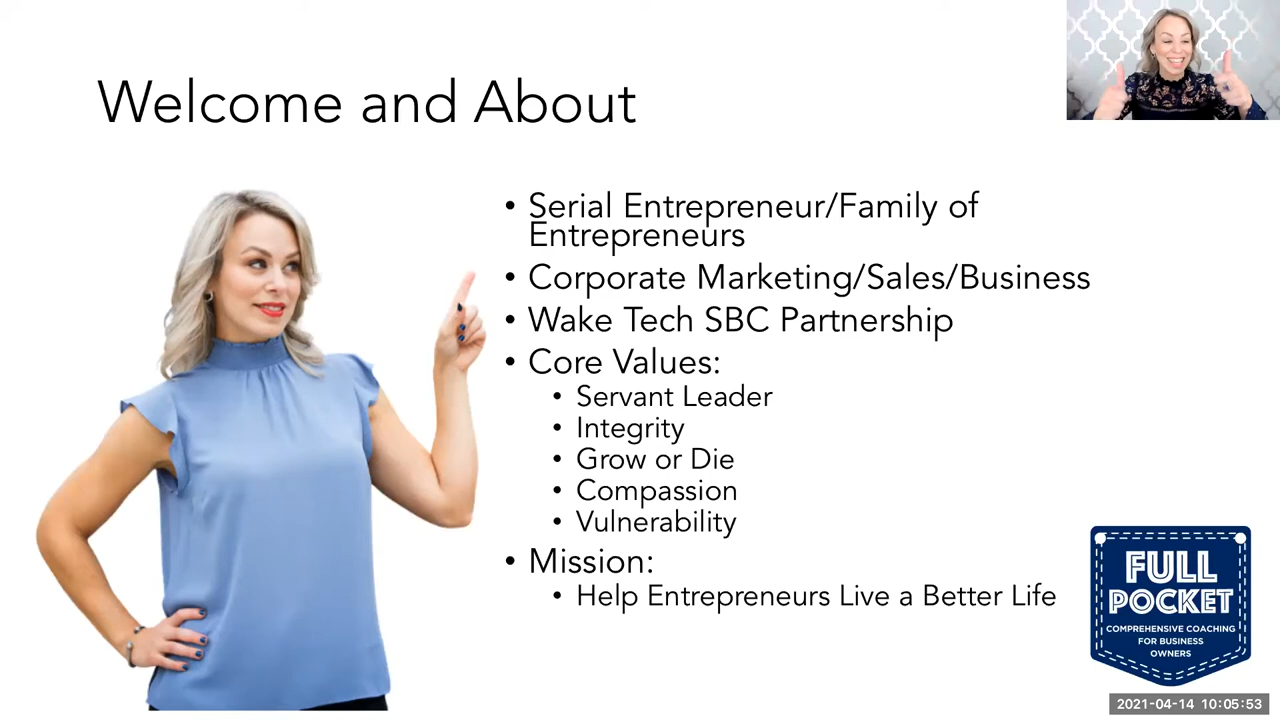 Welcome and About
• Serial Entrepreneur/Family of
Entrepreneurs
• Corporate Marketing/Sales/Business
• Wake Tech SBC Partnership
• Core Values:
• Servant Leader
• Integrity
• Grow or Die
• Compassion
• Vulnerability
• Mission:
• Help Entrepreneurs Live a Better Life
FULL
POCKET
COMPREHENSIVE COACHING
FOR BUSINESS
OWNERS
2021-04-14 10:05:53